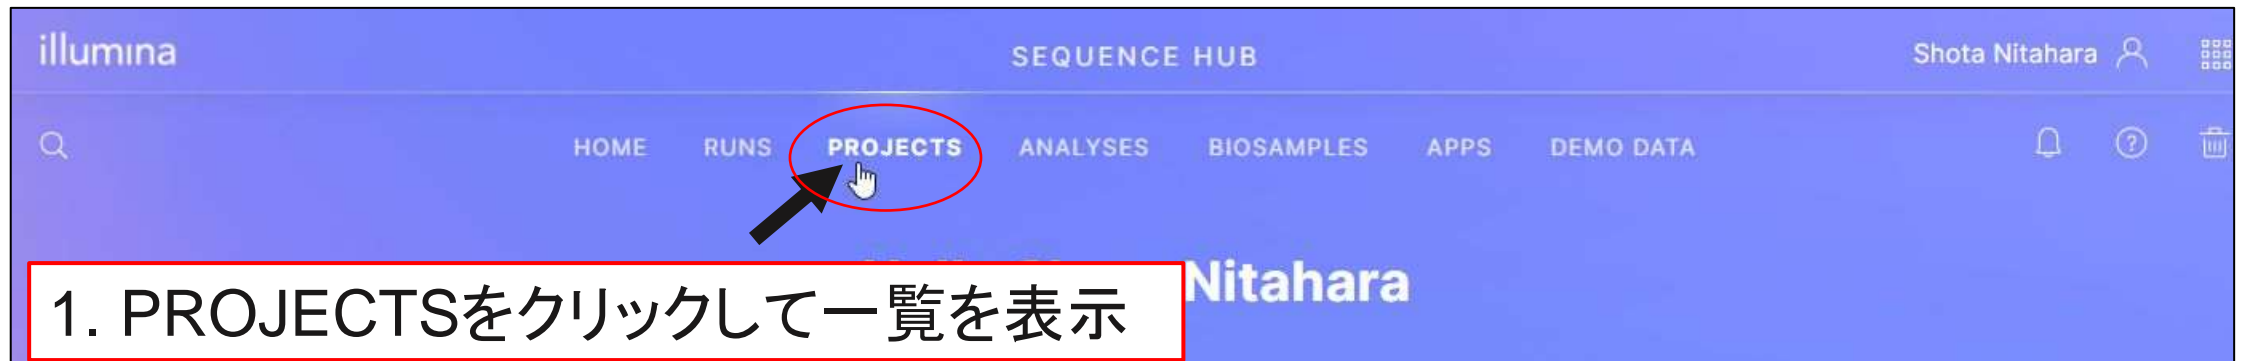 illumina
SEQUENCE HUB
Shota Nitahara
HOME RUNS PROJECTS ANALYSES BIOSAMPLES APPS DEMO DATA
Nitahara
1. PROJECTSをクリックして一覧を表示